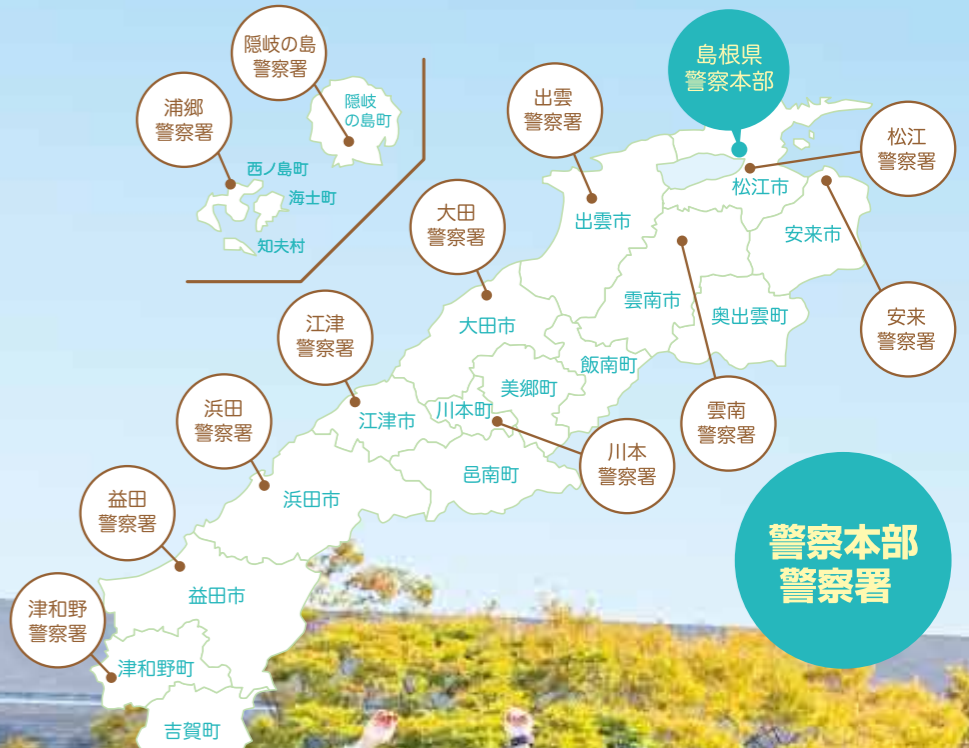 隠岐の島
警察署
浦郷
警察署
隠岐
の島町
西ノ島町
海士町
知夫村
出雲
警察署
島根県
警察本部
松江
警察署
松江市
出雲市
安来市
大田
警察署
雲南市
奥出雲町
安来
警察署
大田市
江津
警察署
飯南町
美郷町
川本町
江津市
浜田
警察署
雲南
警察署
川本
警察署
邑南町
浜田市
益田
警察署
警察本部
警察署
益田市
津和野
警察署
津和野町
吉賀町